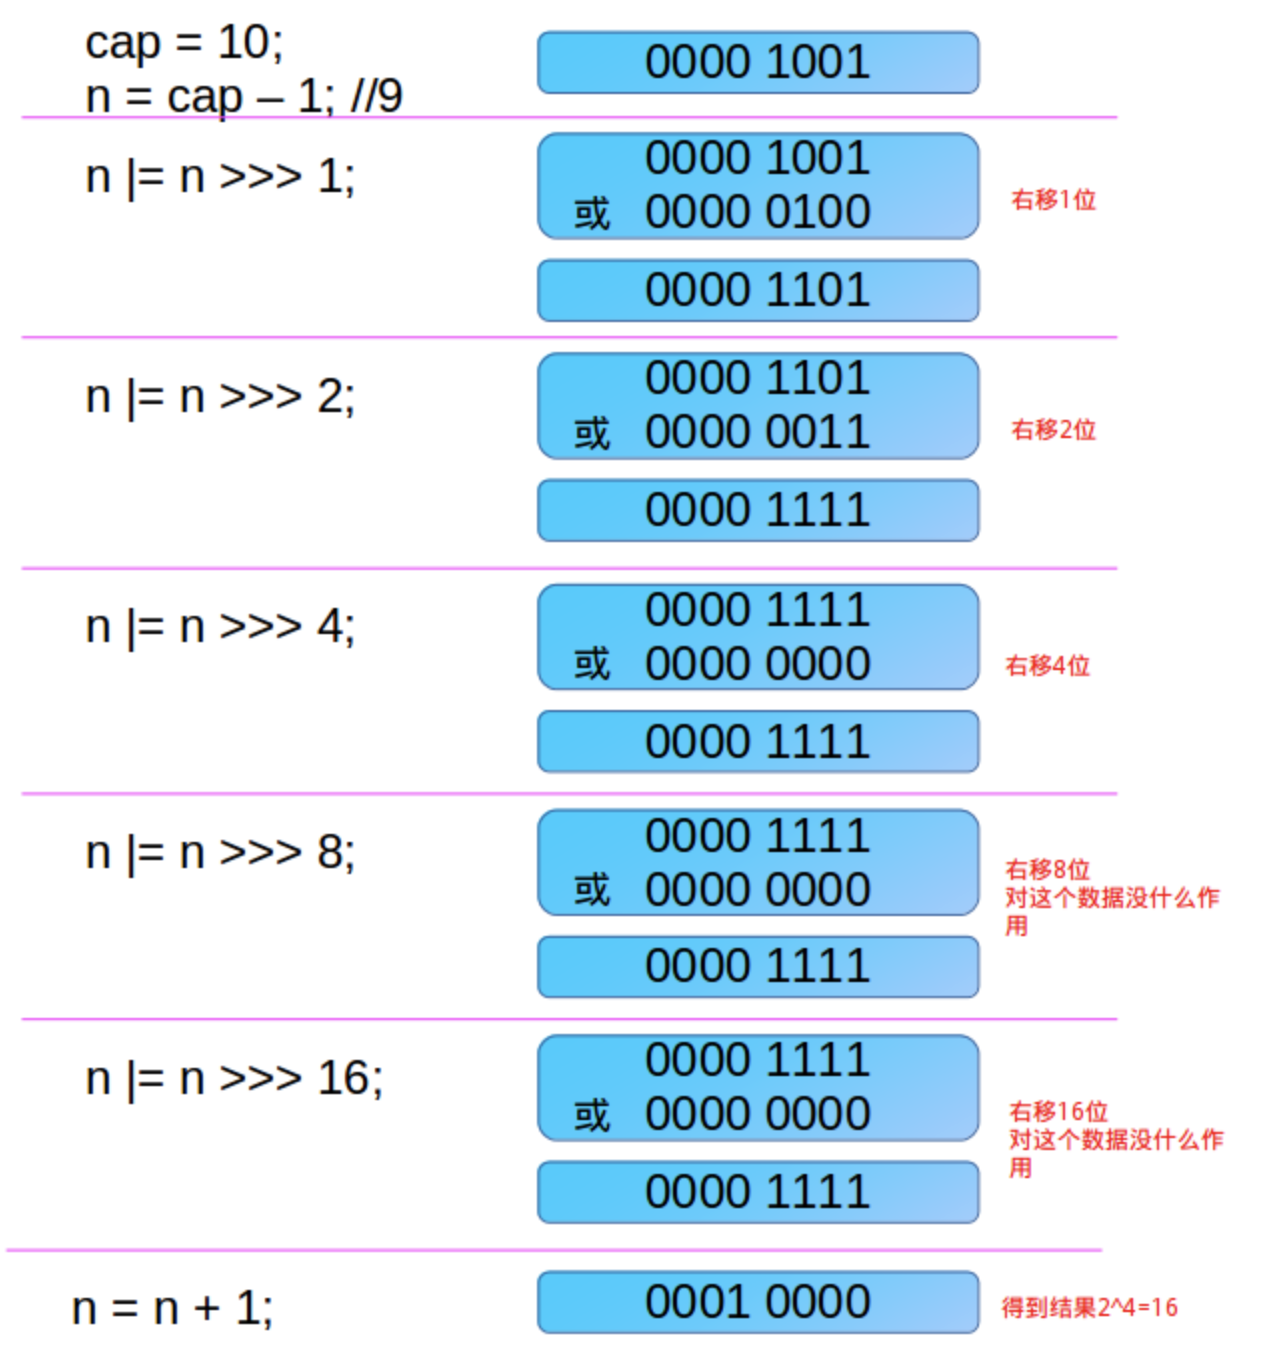 cap = 10;
n = cap – 1; //9
0000 1001
n |= n >>> 1;
0000 1001
或 0000 0100
右移1位
0000 1101
n |= n >>> 2;
0000 1101
或 0000 0011
右移2位
0000 1111
n |= n >>> 4;
0000 1111
或 0000 0000
右移4位
0000 1111
n |= n >>> 8;
0000 1111
或 0000 0000
右移8位
对这个数据没什么作
用
0000 1111
n |= n >>> 16;
0000 1111
或 0000 0000
右移16位
对这个数据没什么作
用
0000 1111
n = n + 1;
0001 0000
得到结果2^4=16